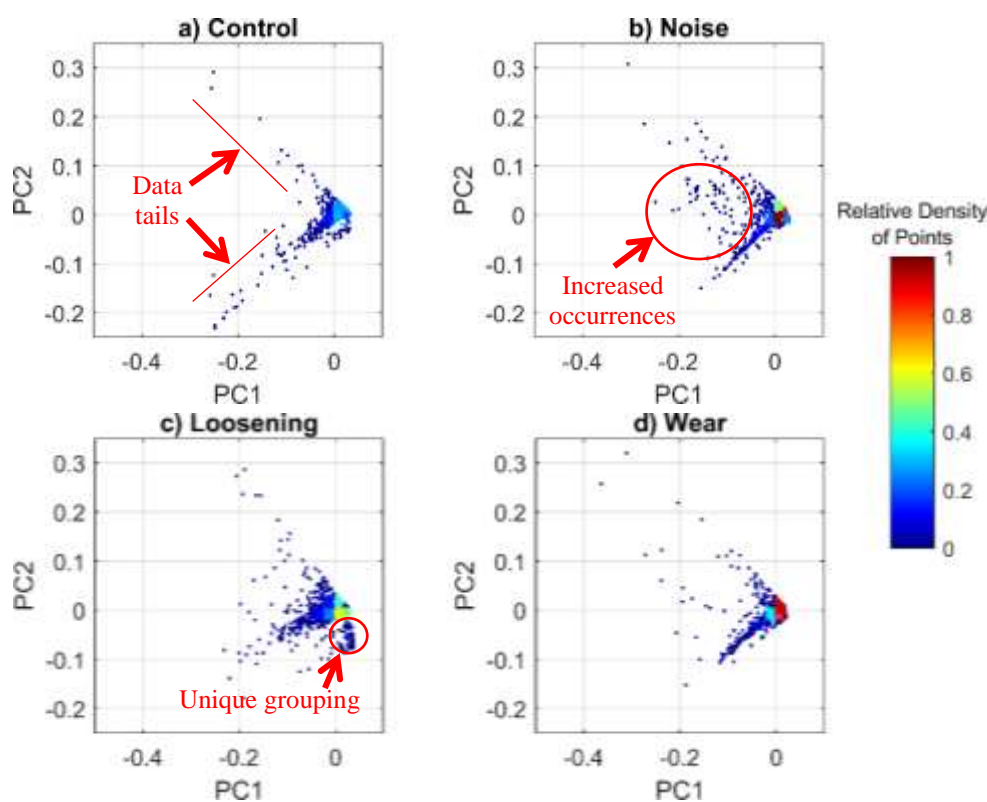 a) Control
0.3
0.2
0.1
0
-0.1
-0.2
PC2
Data
tails
-0.4
-0.2
0
PC1
b) Noise
0.3
0.2
0.1
0
-0.1
-0.2
PC2
Increased
occurrences
-0.4
-0.2
0
PC1
Relative Density
of Points
1
0.8
0.6
0.4
0.2
0
c) Loosening
0.3
0.2
0.1
0
-0.1
-0.2
PC2
Unique grouping
-0.4
-0.2
0
PC1
d) Wear
0.3
0.2
0.1
0
-0.1
-0.2
PC2
-0.4
-0.2
0
PC1